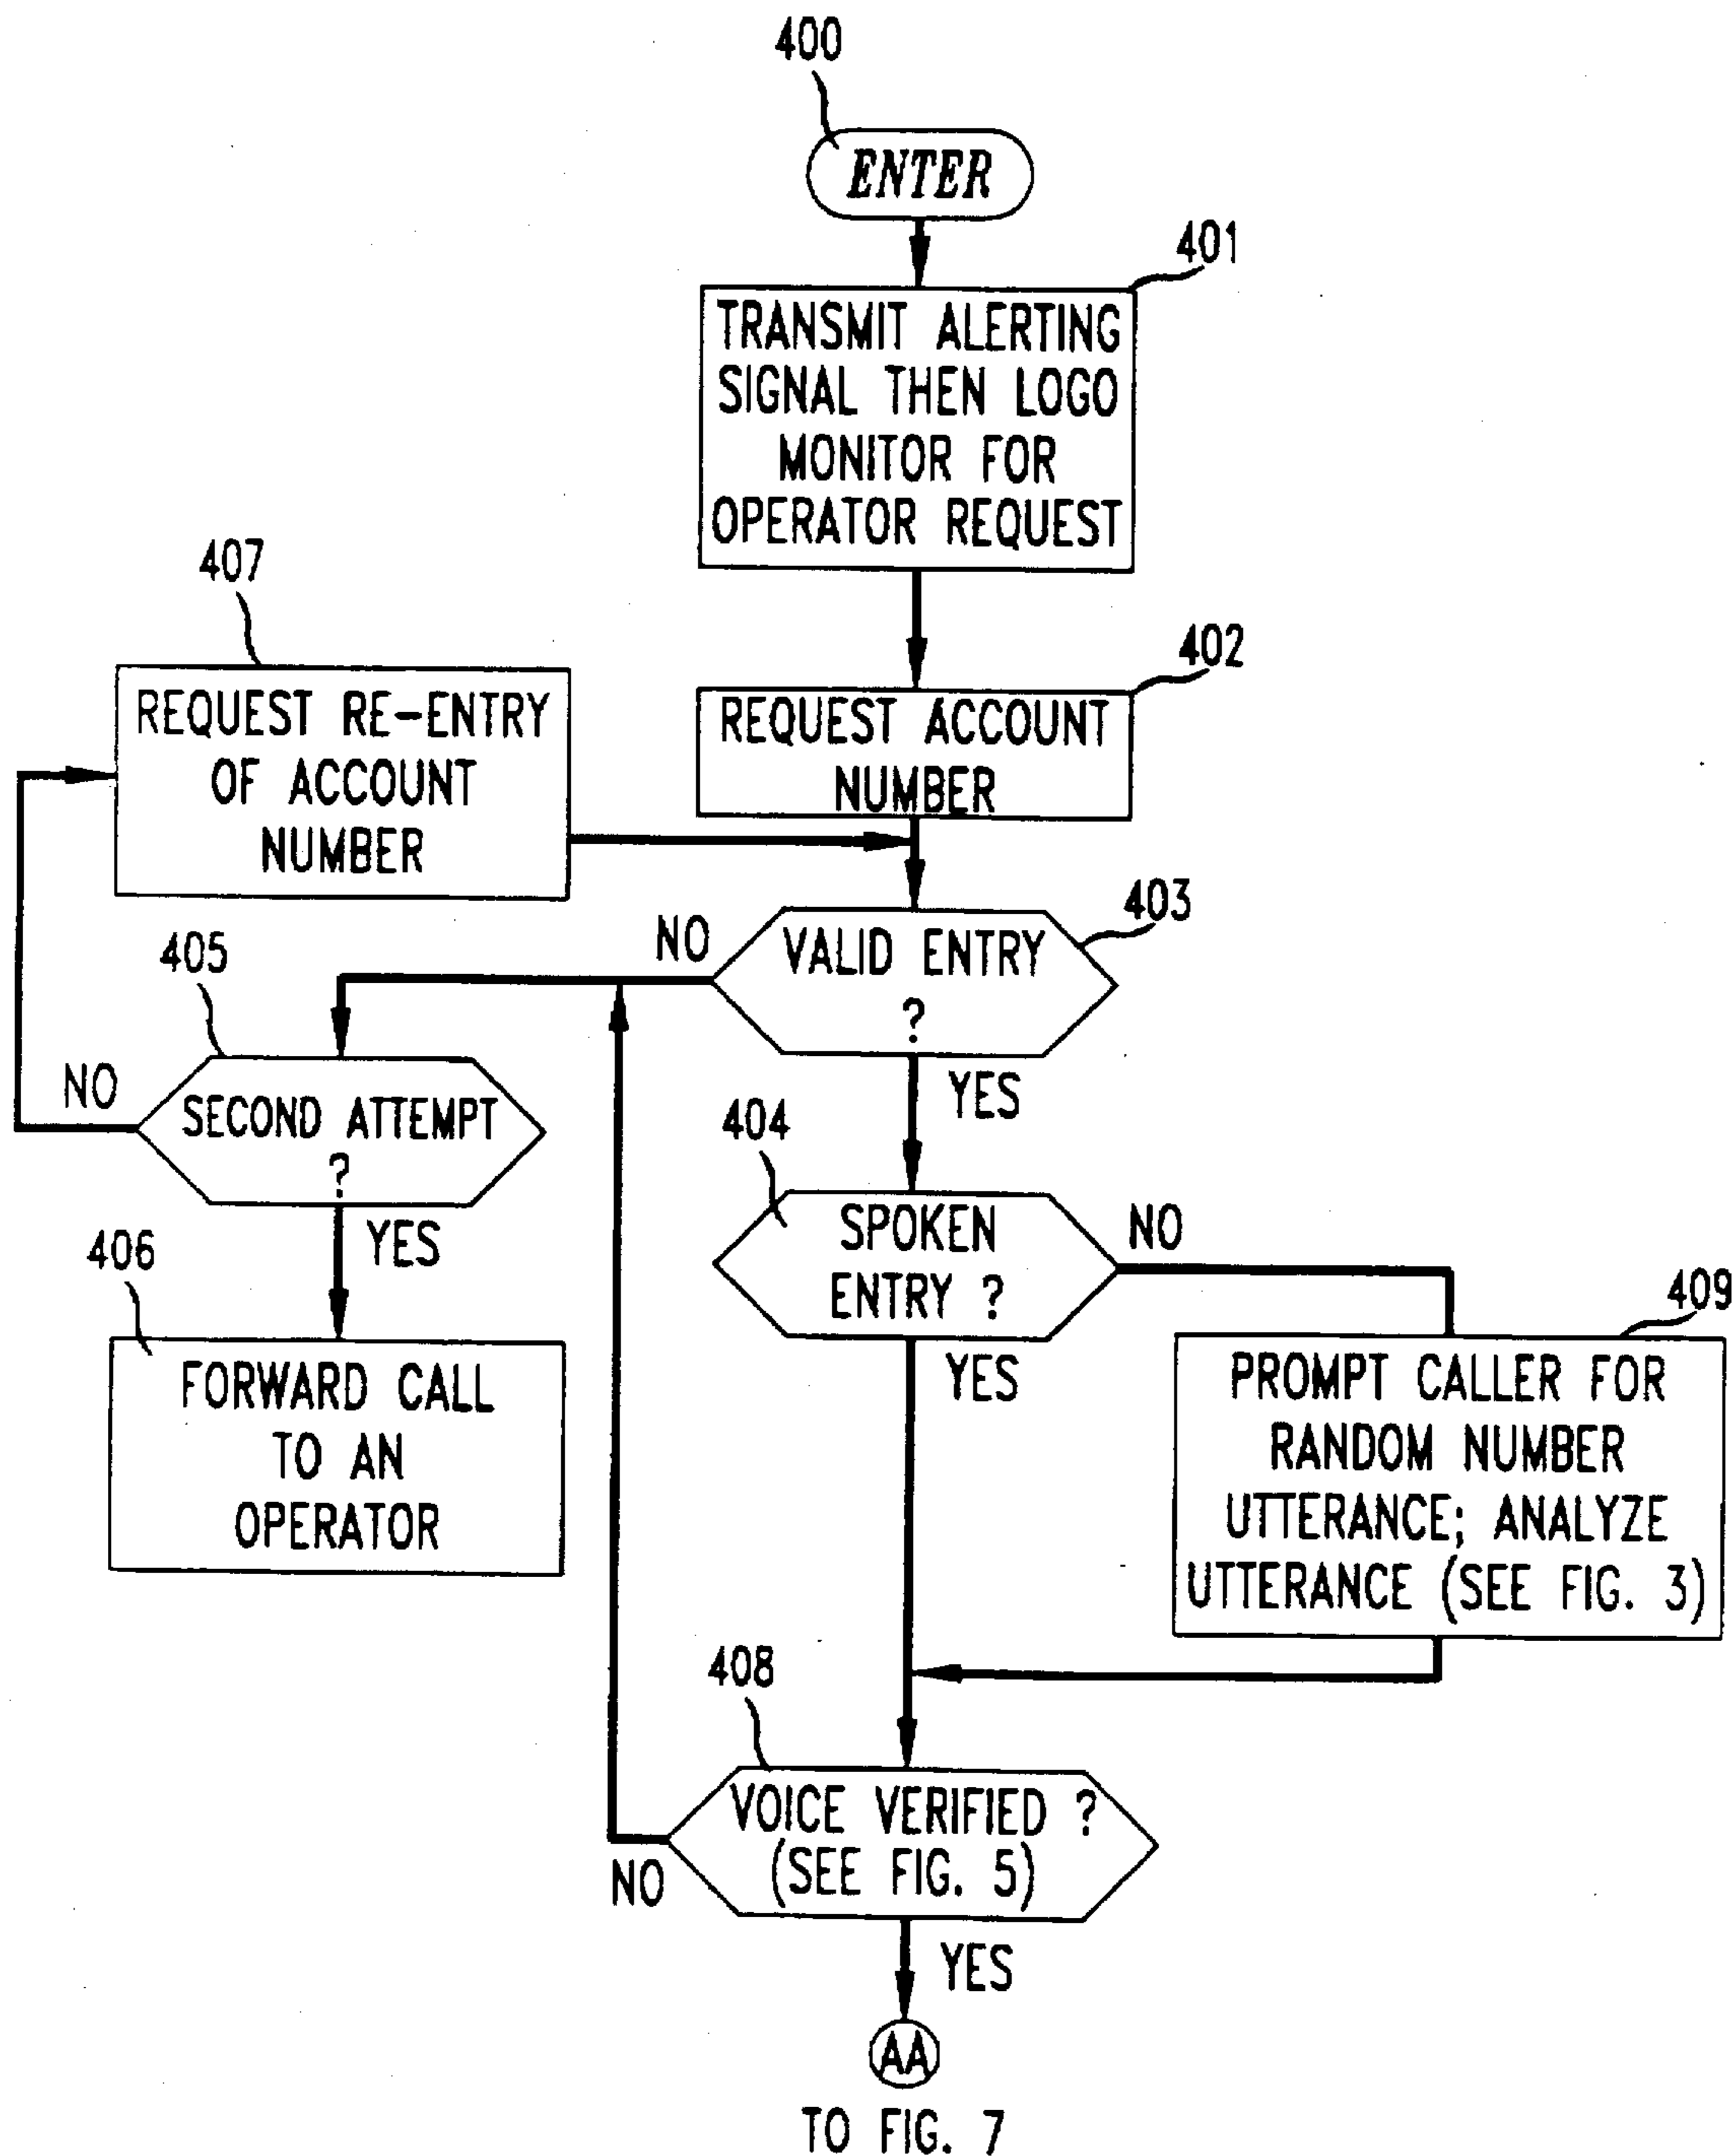 400
ENTER
401
TRANSMIT ALERTING
SIGNAL THEN LOGO
MONITOR FOR
OPERATOR REQUEST
407
REQUEST RE-ENTRY
OF ACCOUNT
NUMBER
402
REQUEST ACCOUNT
NUMBER
403
VALID ENTRY
?
NO
YES
405
SECOND ATTEMPT
?
NO
YES
404
SPOKEN
ENTRY ?
NO
YES
406
FORWARD CALL
TO AN
OPERATOR
409
PROMPT CALLER FOR
RANDOM NUMBER
UTTERANCE; ANALYZE
UTTERANCE (SEE FIG. 3)
408
VOICE VERIFIED ?
(SEE FIG. 5)
NO
YES
AA
TO FIG. 7